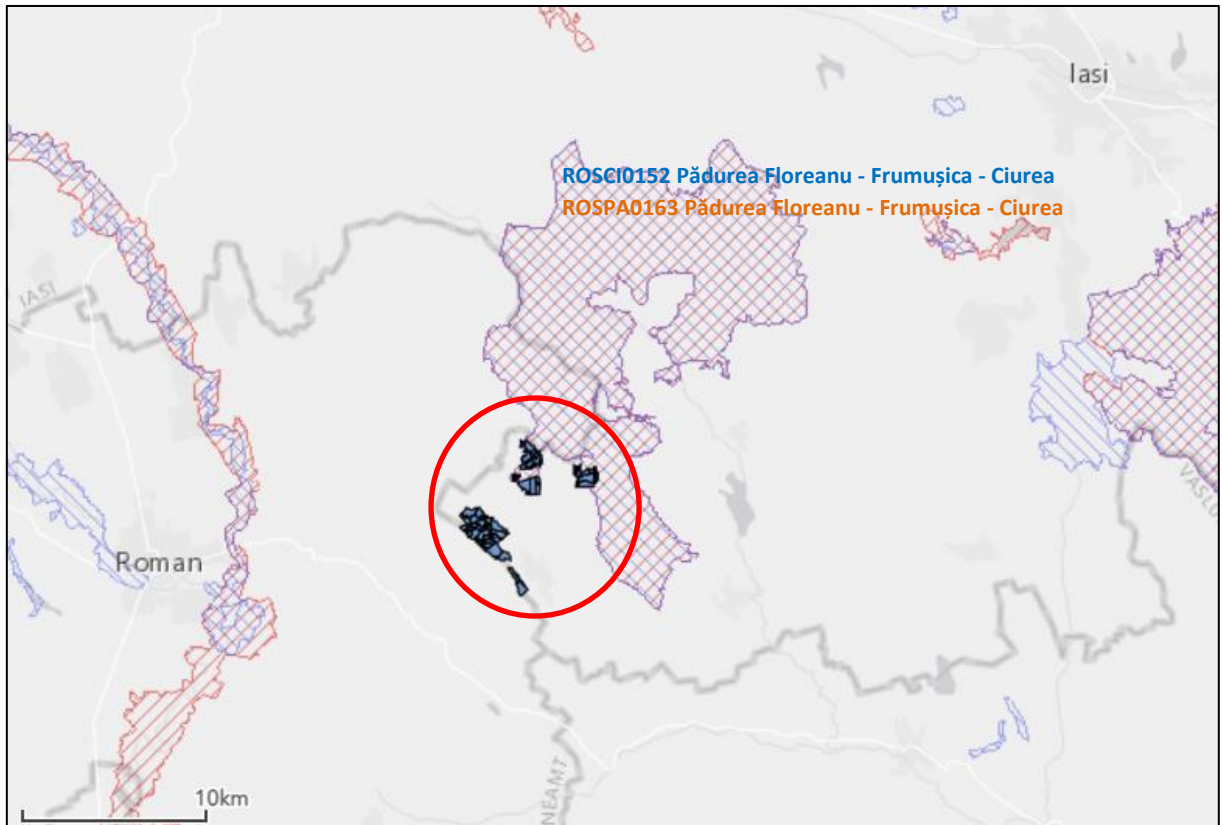 Iasi
ROSCI0152 Pădurea Floreanu - Frumușica - Ciurea
ROSPA0163 Pădurea Floreanu - Frumușica - Ciurea
IASI
VASLU
Roman
NEAMT
10km